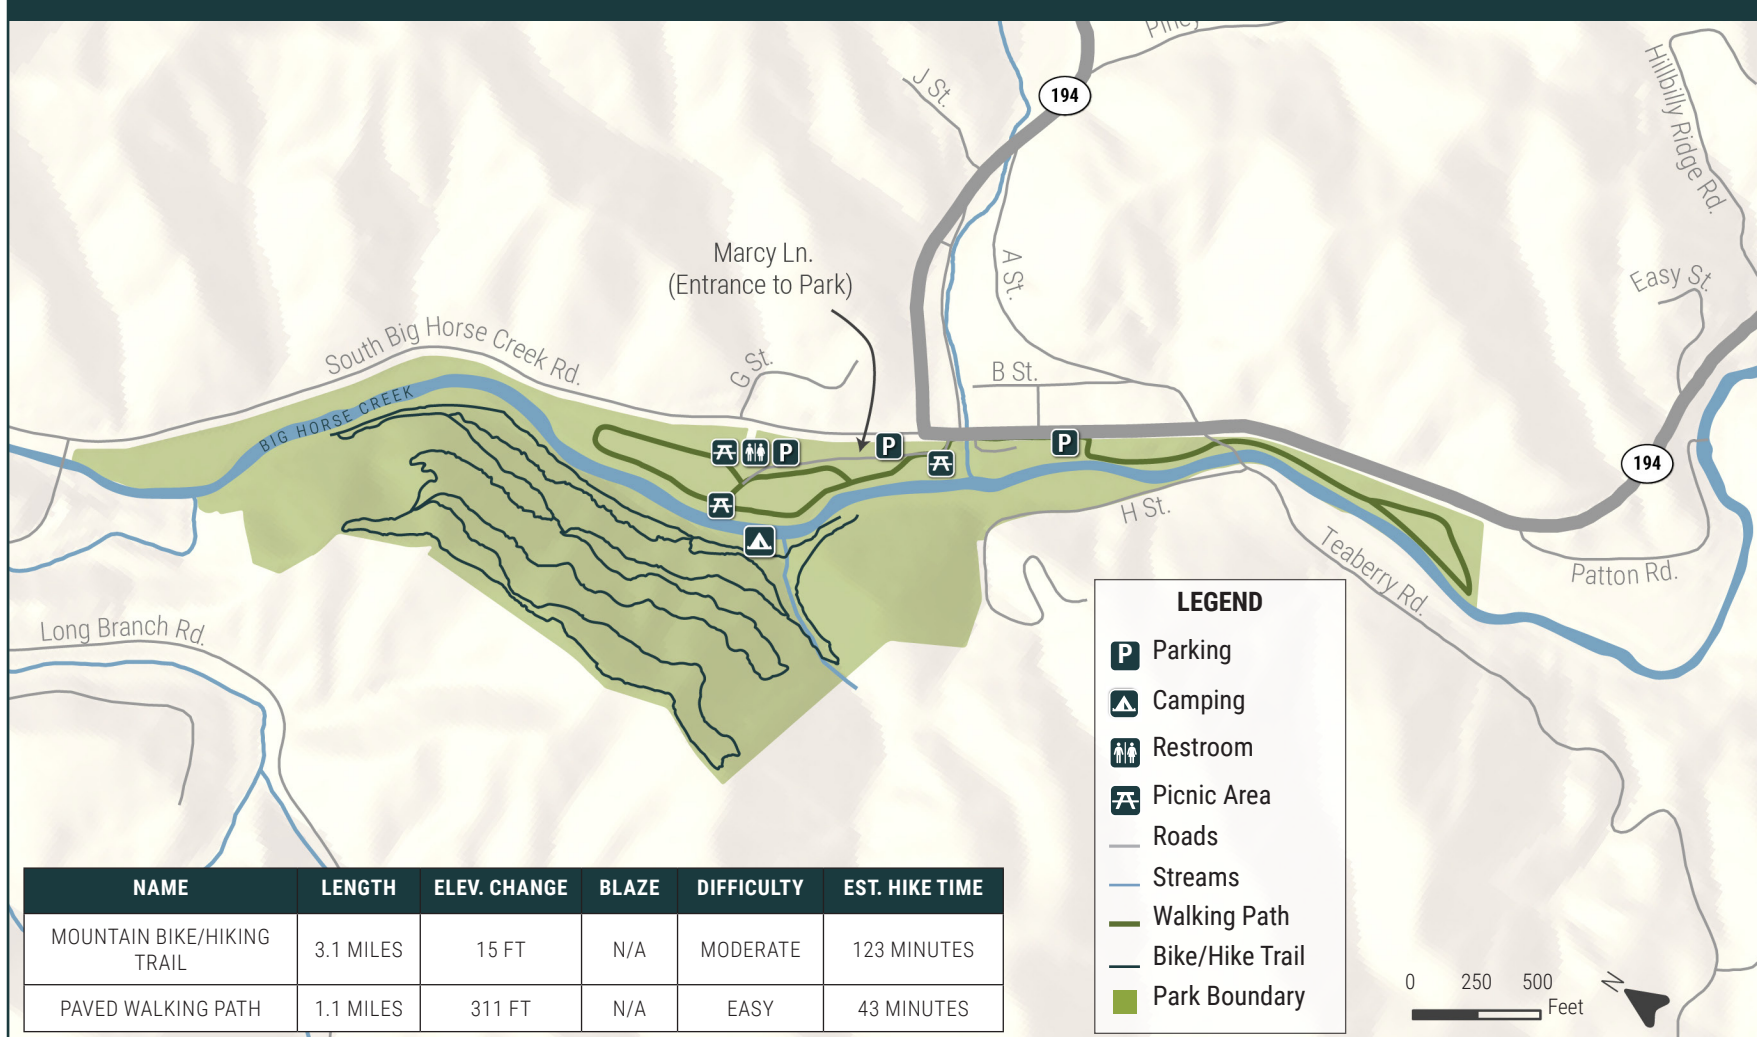 Piney
J St.
194
Hillbilly Ridge Rd.
Marcy Ln.
(Entrance to Park)
A St.
Easy St.
South Big Horse Creek Rd.
G St.
B St.
BIG HORSE CREEK
P
P
P
194
H St.
Teaberry Rd.
Patton Rd.
Long Branch Rd.
LEGEND
P Parking
Camping
Restroom
Picnic Area
Roads
Streams
Walking Path
Bike/Hike Trail
Park Boundary
0 250 500
Feet
N
NAME LENGTH ELEV. CHANGE BLAZE DIFFICULTY EST. HIKE TIME
MOUNTAIN BIKE/HIKING
TRAIL 3.1 MILES 15 FT N/A MODERATE 123 MINUTES
PAVED WALKING PATH 1.1 MILES 311 FT N/A EASY 43 MINUTES